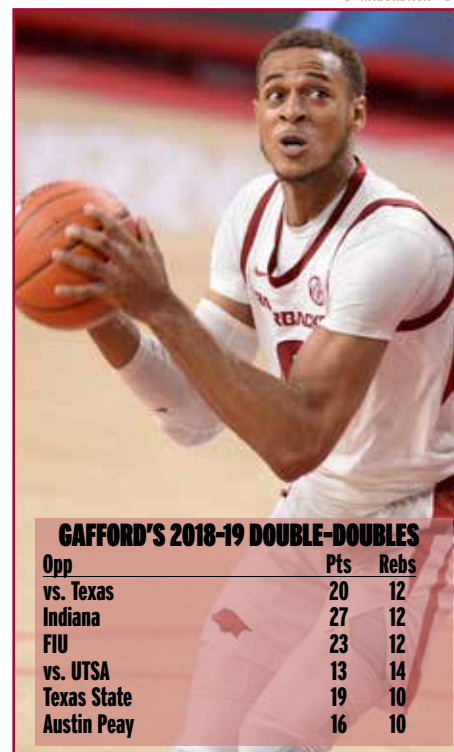 GAFFORD'S 2018-19 DOUBLE-DOUBLES
Opp Pts Rebs
vs. Texas 20 12
Indiana 27 12
FIU 23 12
vs. UTSA 13 14
Texas State 19 10
Austin Peay 16 10